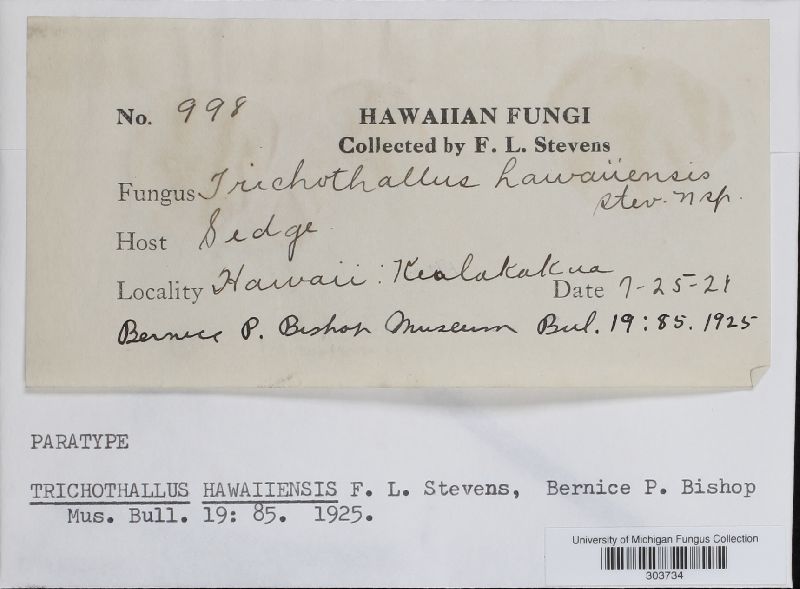 No. 998
HAWAIIAN FUNGI
Collected by F. L. Stevens
Fungus Trichothallus hawaiiensis
Stev. n sp.
Host Sedge
Locality Hawaii: Kealakakua Date 7-25-21
Bernice P. Bishop Museum Bul. 19:85. 1925
PARATYPE
TRICHOTHALLUS HAWAIIENSIS F. L. Stevens, Bernice P. Bishop
Mus. Bull. 19: 85. 1925.
University of Michigan Fungus Collection
303734